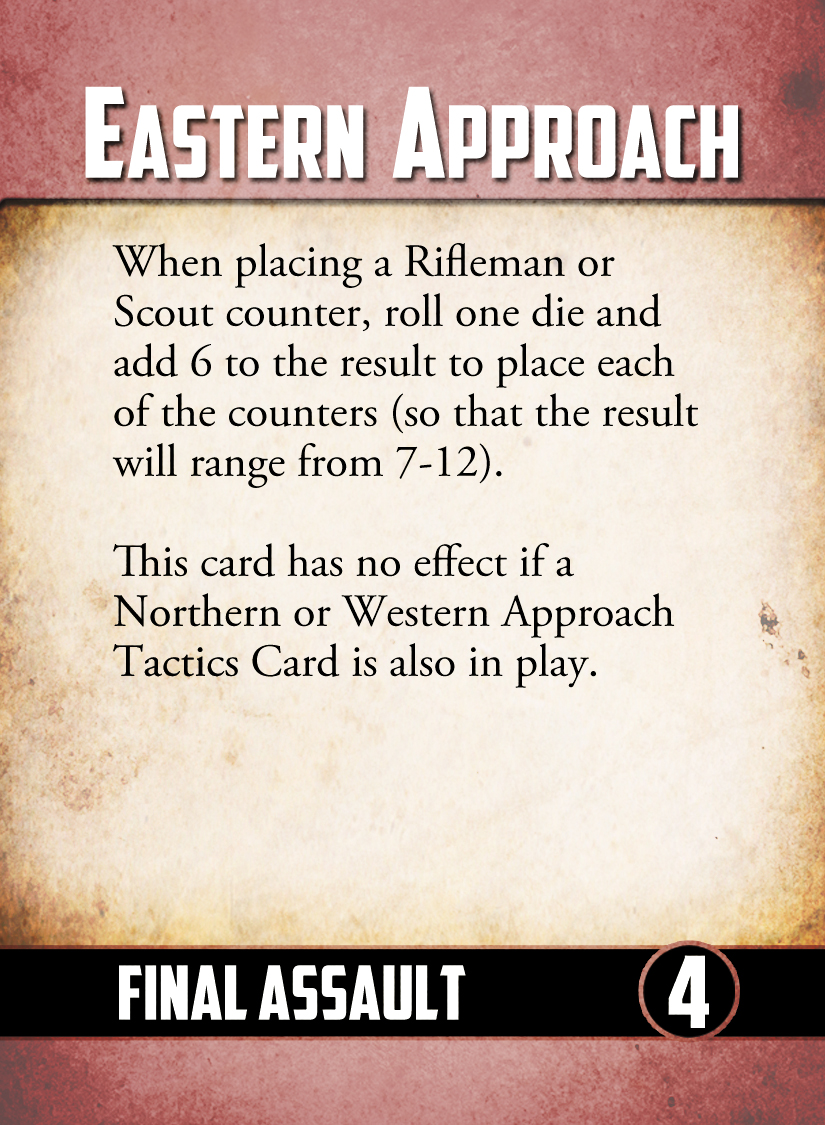 Eastern Approach
When placing a Rifleman or
Scout counter, roll one die and
add 6 to the result to place each
of the counters (so that the result
will range from 7-12).
This card has no effect if a
Northern or Western Approach
Tactics Card is also in play.
FINAL ASSAULT
4